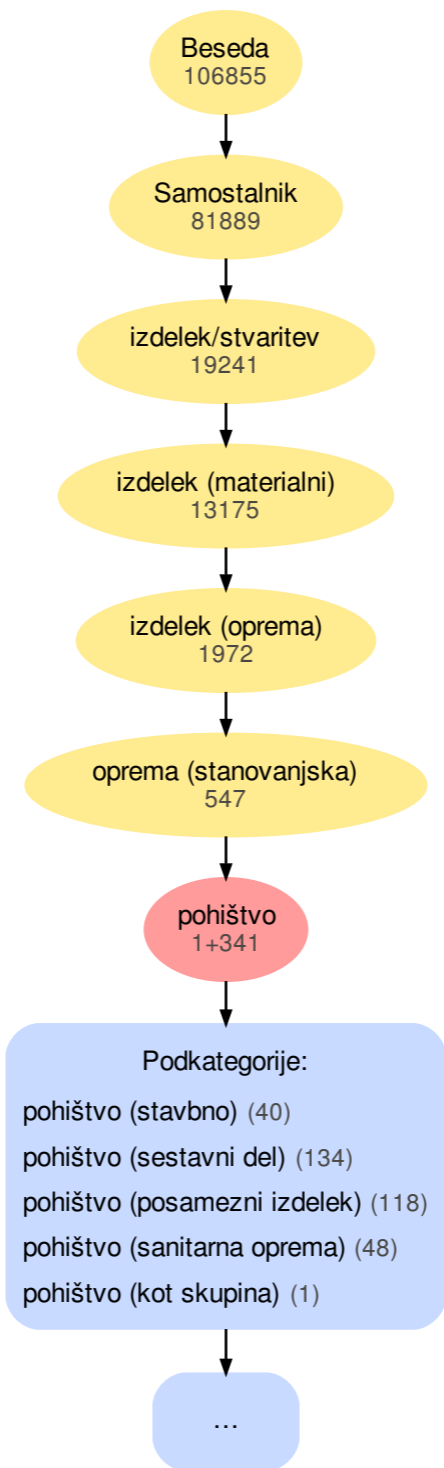 Beseda
106855
Samostalnik
81889
izdelek/stvaritev
19241
izdelek (materialni)
13175
izdelek (oprema)
1972
oprema (stanovanjska)
547
pohištvo
1+341
Podkategorije:
pohištvo (stavbno) (40)
pohištvo (sestavni del) (134)
pohištvo (posamezni izdelek) (118)
pohištvo (sanitarna oprema) (48)
pohištvo (kot skupina) (1)
...